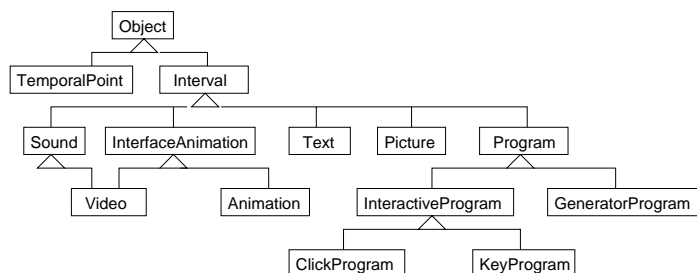 Object
TemporalPoint Interval
Sound InterfaceAnimation Text Picture Program
Video Animation InteractiveProgram GeneratorProgram
ClickProgram KeyProgram